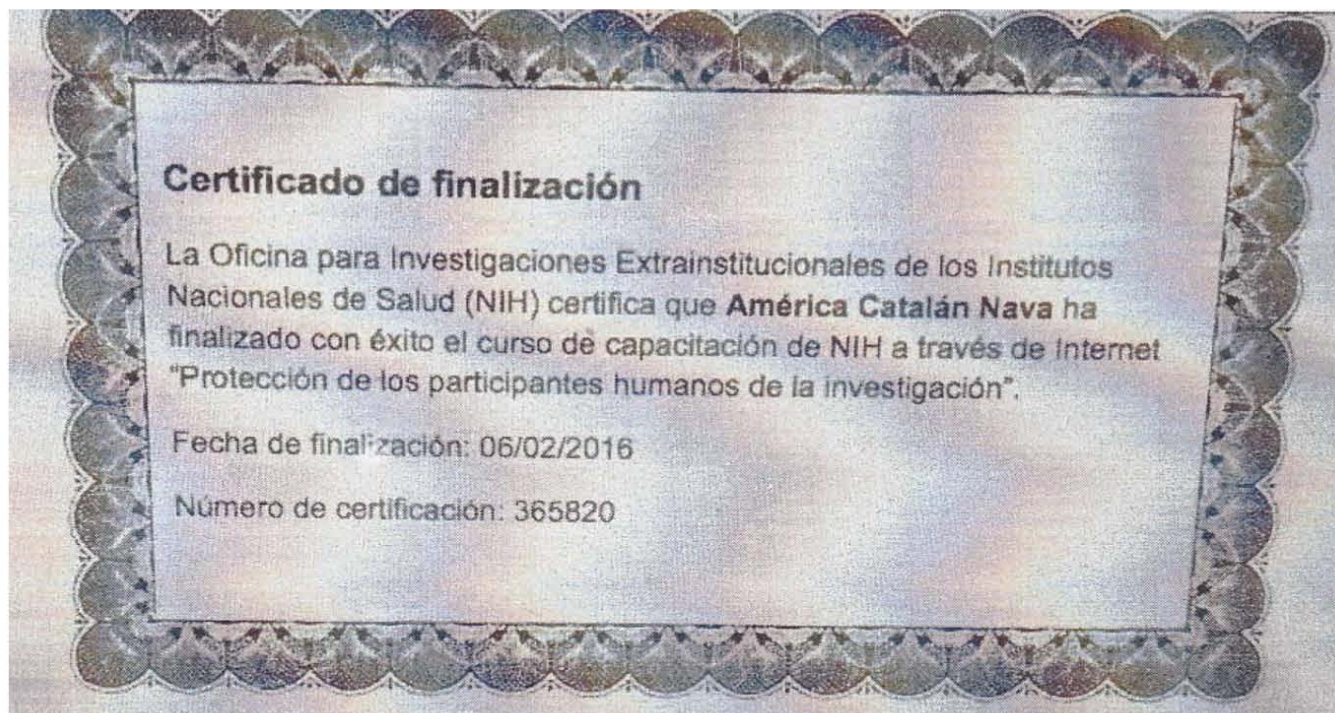 Certificado de finalización
La Oficina para Investigaciones Extrainstitucionales de los Institutos
Nacionales de Salud (NIH) certifica que América Catalán Nava ha
finalizado con éxito el curso de capacitación de NIH a través de Internet
"Protección de los participantes humanos de la investigación".
Fecha de finalización: 06/02/2016
Número de certificación: 365820